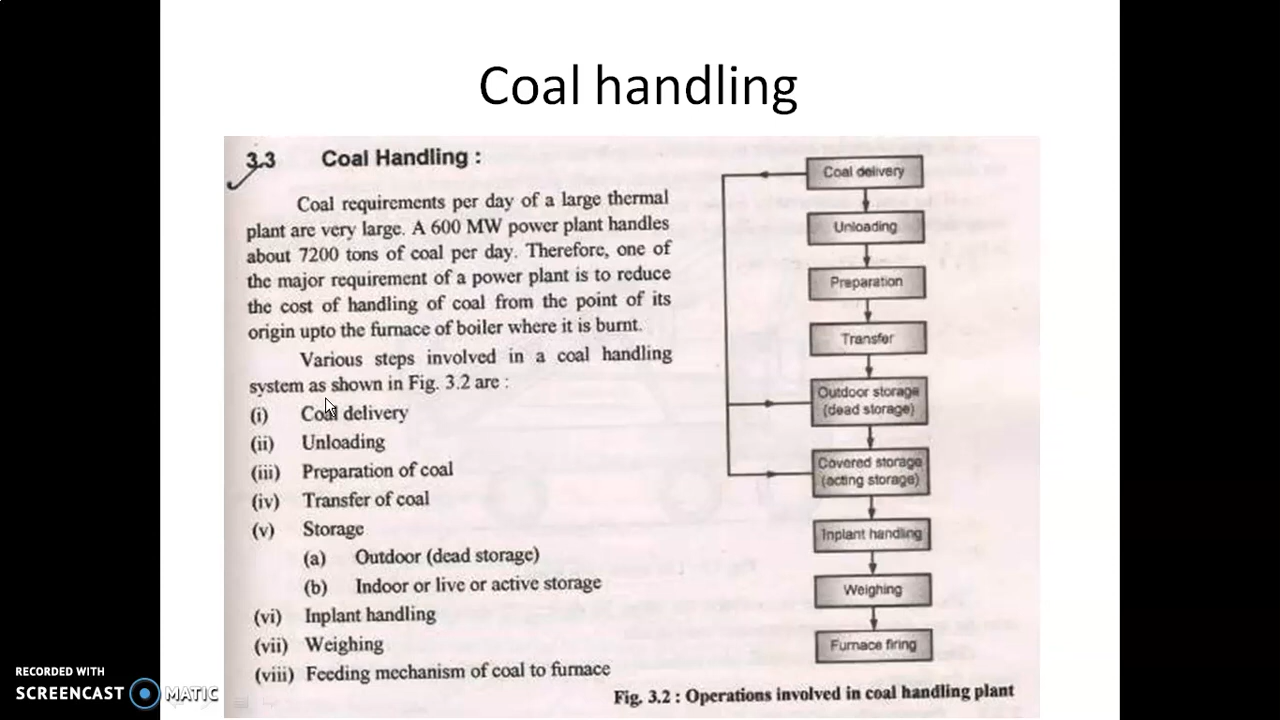 Coal handling
3.3 Coal Handling :
Coal requirements per day of a large thermal
plant are very large. A 600 MW power plant handles
about 7200 tons of coal per day. Therefore, one of
the major requirement of a power plant is to reduce
the cost of handling of coal from the point of its
origin upto the furnace of boiler where it is burnt.
Various steps involved in a coal handling
system as shown in Fig. 3.2 are :
(i) Coal delivery
(ii) Unloading
(iii) Preparation of coal
(iv) Transfer of coal
(v) Storage
(a) Outdoor (dead storage)
(b) Indoor or live or active storage
(vi) Inplant handling
(vii) Weighing
(viii) Feeding mechanism of coal to furnace
Coal delivery
Unloading
Preparation
Transfer
Outdoor storage
(dead storage)
Covered storage
(acting storage)
Inplant handling
Weighing
Furnace firing
Fig. 3.2 : Operations involved in coal handling plant
RECORDED WITH
SCREENCAST MATIC